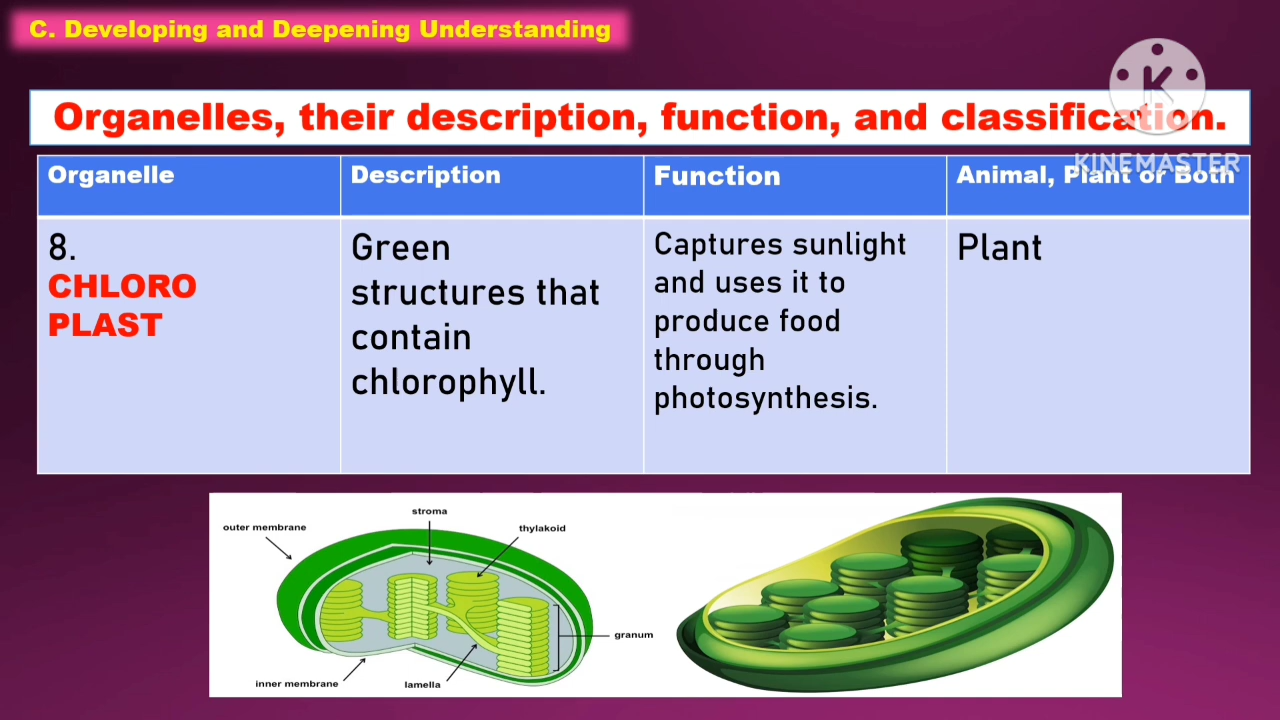 C. Developing and Deepening Understanding
Organelles, their description, function, and classification.
KINEMASTER
Organelle
Description
Function
Animal, Plant or Both
8.
CHLORO
PLAST
Green
structures that
contain
chlorophyll.
Captures sunlight
and uses it to
produce food
through
photosynthesis.
Plant
stroma
outer membrane
thylakoid
granum
inner membrane
lamella